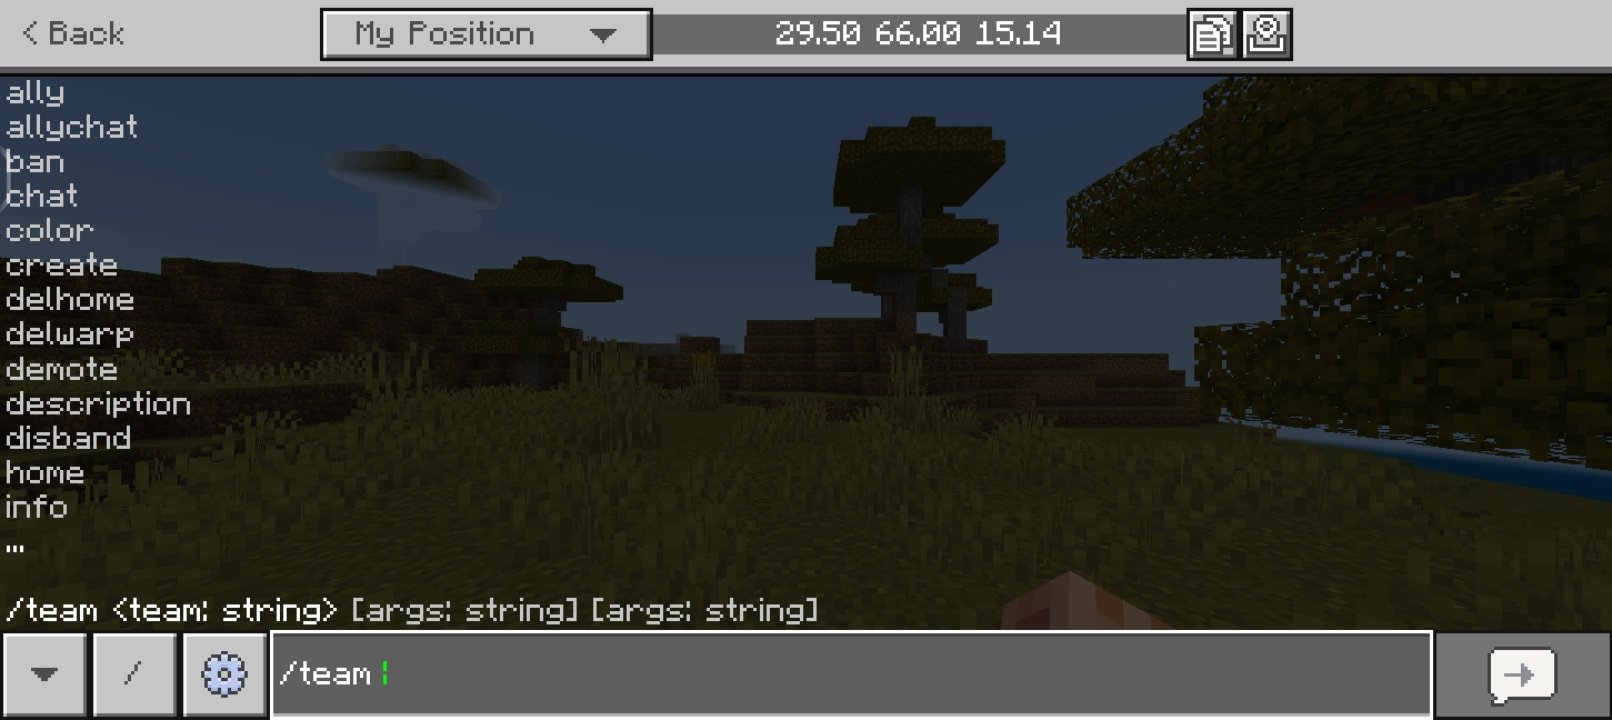 < Back
My Position
29.50 66.00 15.14
ally
allychat
ban
chat
color
create
delhome
delwarp
demote
description
disband
home
info
...
/team <team: string> [args: string] [args: string]
/
/team